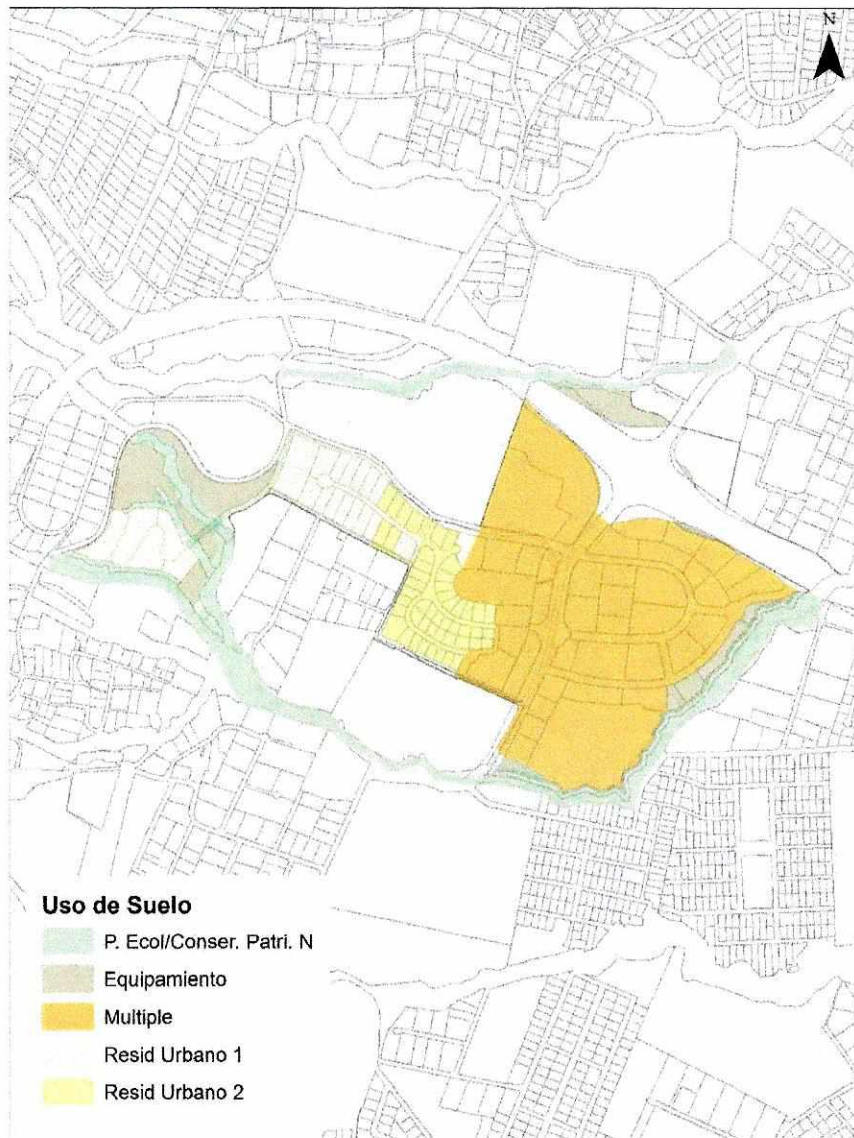 N
Uso de Suelo
P. Ecol/Conser. Patri. N
Equipamiento
Multiple
Resid Urbano 1
Resid Urbano 2